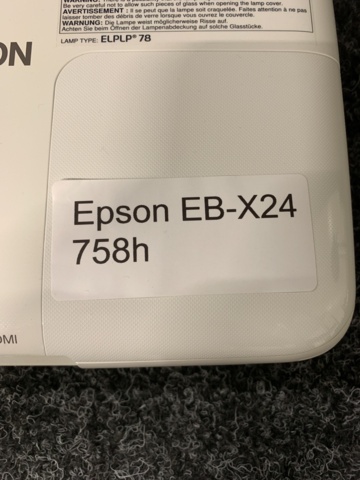 Be very careful not to allow such pieces of glass when opening the lamp cover.
AVERTISSEMENT : il se peut que la lampe soit craquelée. Faites attention à ne pas
laisser tomber des débris de verre lorsque vous ouvrez le couvercle.
WARNUNG: Die Lampe weist möglicherweise Risse auf.
Achten Sie beim Öffnen der Lampenabdeckung auf solche Glasstücke.
LAMP TYPE: ELPLP® 78
ON
Epson EB-X24
758h
DMI